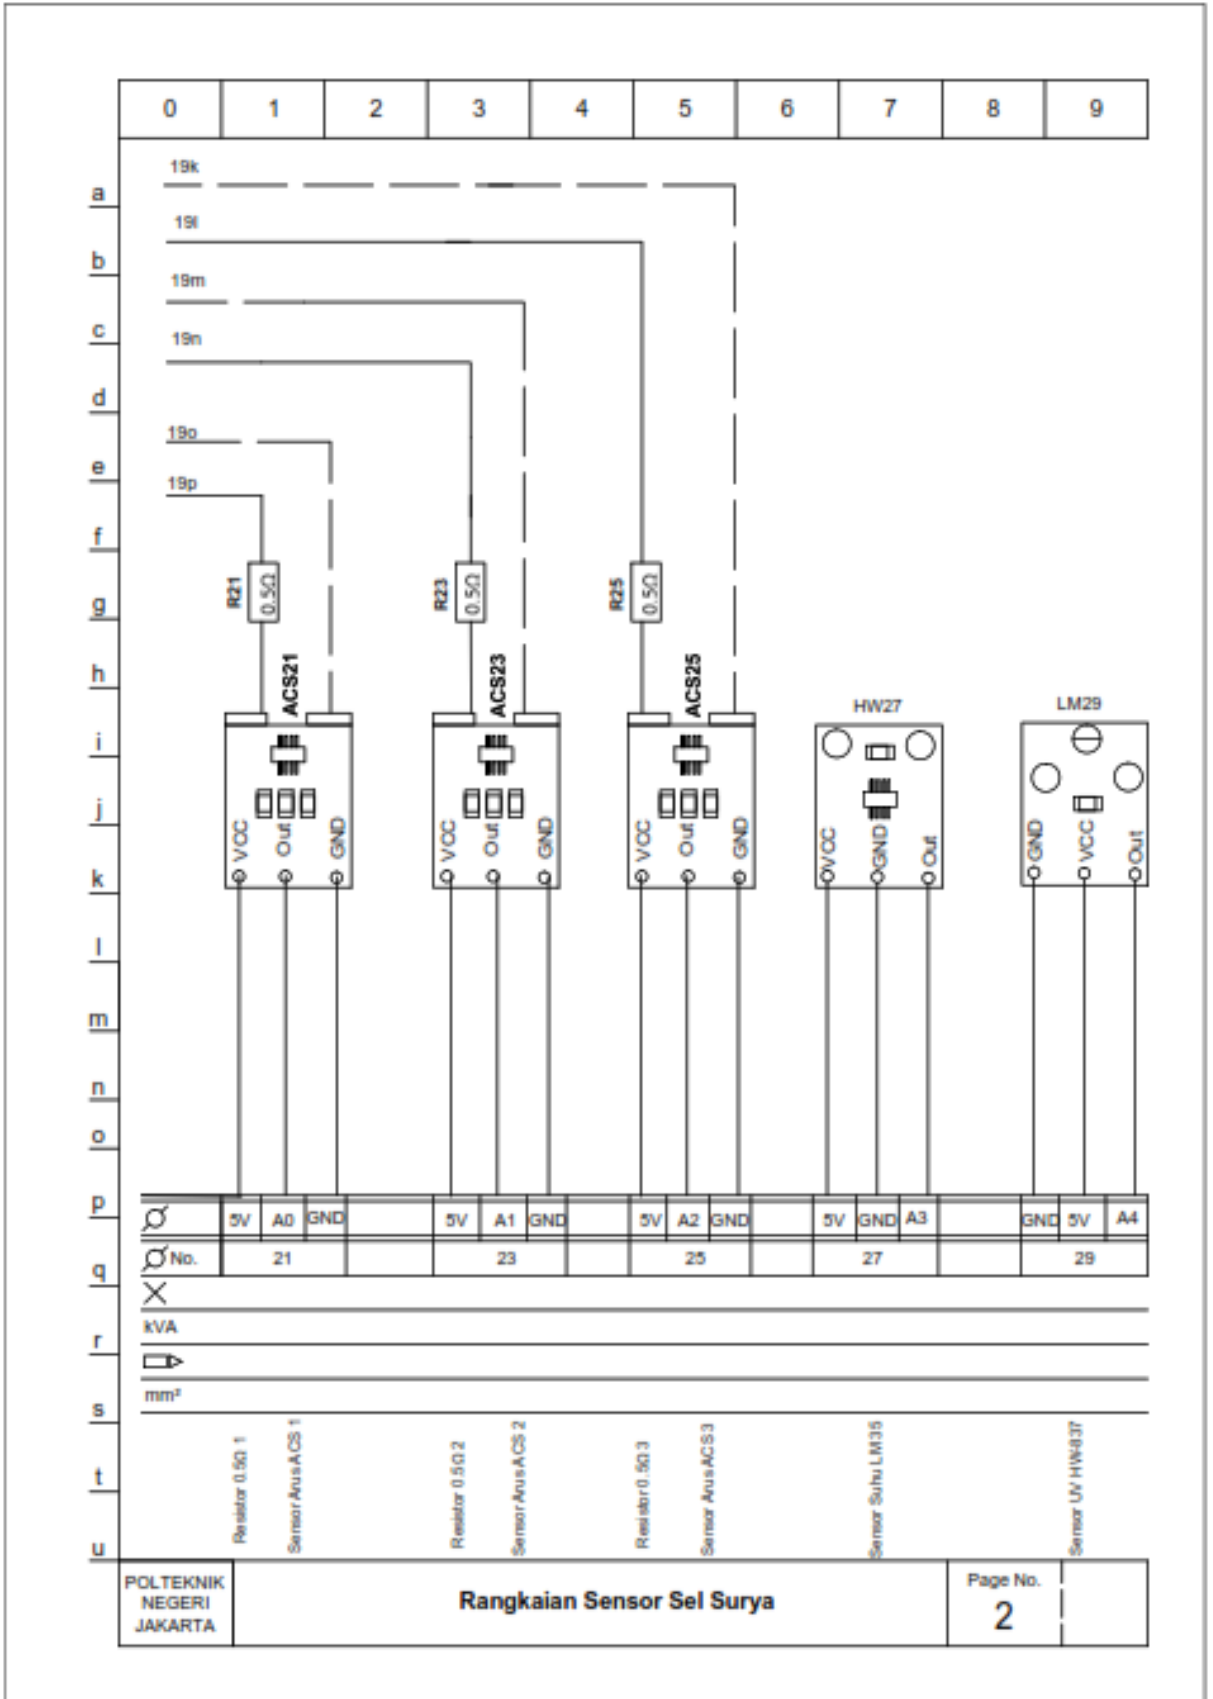 0 1 2 3 4 5 6 7 8 9
19k
a
19l
b
19m
c
19n
d
19o
e
19p
f
R21 0.5Ω R23 0.5Ω R25 0.5Ω
g
h
ACS21 ACS23 ACS25 HW27 LM29
i
j
VCC Out GND VCC Out GND VCC Out GND VCC GND Out GND VCC Out
k
l
m
n
o
p
5V A0 GND 5V A1 GND 5V A2 GND 5V GND A3 GND 5V A4
No. 21 23 25 27 29
q
kVA
r
mm²
s
Resistor 0.5Ω 1
Sensor Arus ACS 1
Resistor 0.5Ω 2
Sensor Arus ACS 2
Resistor 0.5Ω 3
Sensor Arus ACS 3
Sensor Suhu LM35
Sensor UV HW-837
t
u
POLTEKNIK
NEGERI
JAKARTA
Rangkaian Sensor Sel Surya
Page No.
2